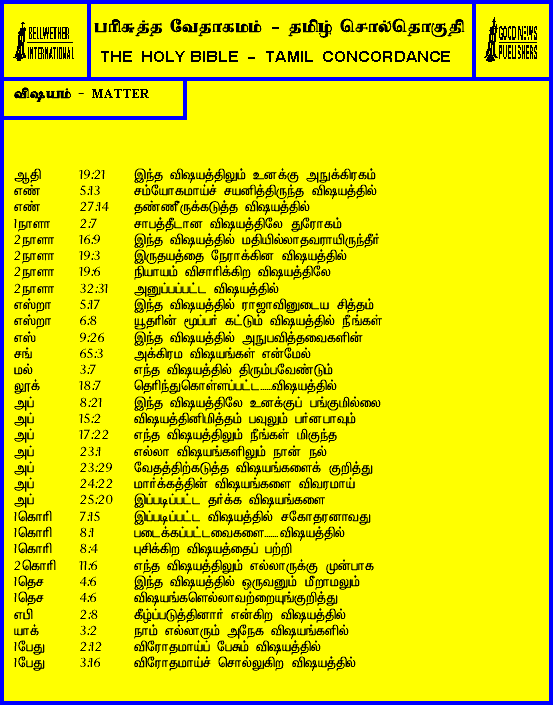 BELLWETHER
INTERNATIONAL
பரிசுத்த வேதாகமம் - தமிழ் சொல்தொகுதி
THE HOLY BIBLE - TAMIL CONCORDANCE
GOOD NEWS
PUBLISHERS
விஷயம் - MATTER
ஆதி 19:21 இந்த விஷயத்திலும் உனக்கு அநுக்கிரகம்
எண் 5:13 சம்யோகமாய்ச் சயனித்திருந்த விஷயத்தில்
எண் 27:14 தண்ணீருக்கடுத்த விஷயத்தில்
1நாளா 2:7 சாபத்தீடான விஷயத்திலே துரோகம்
2நாளா 16:9 இந்த விஷயத்தில் மதியில்லாதவராயிருந்தீர்
2நாளா 19:3 இருதயத்தை நேராக்கின விஷயத்தில்
2நாளா 19:6 நியாயம் விசாரிக்கிற விஷயத்திலே
2நாளா 32:31 அனுப்பப்பட்ட விஷயத்தில்
எஸ்றா 5:17 இந்த விஷயத்தில் ராஜாவினுடைய சித்தம்
எஸ்றா 6:8 யூதரின் மூப்பர் கட்டும் விஷயத்தில் நீங்கள்
எஸ் 9:26 இந்த விஷயத்தில் அநுபவித்தவைகளின்
சங் 65:3 அக்கிரம விஷயங்கள் என்மேல்
மல் 3:7 எந்த விஷயத்தில் திரும்பவேண்டும்
லூக் 18:7 தெரிந்துகொள்ளப்பட்ட......விஷயத்தில்
அப் 8:21 இந்த விஷயத்திலே உனக்குப் பங்குமில்லை
அப் 15:2 விஷயத்தினிமித்தம் பவுலும் பர்னபாவும்
அப் 17:22 எந்த விஷயத்திலும் நீங்கள் மிகுந்த
அப் 23:1 எல்லா விஷயங்களிலும் நான் நல்
அப் 23:29 வேதத்திற்கடுத்த விஷயங்களைக் குறித்து
அப் 24:22 மார்க்கத்தின் விஷயங்களை விவரமாய்
அப் 25:20 இப்படிப்பட்ட தர்க்க விஷயங்களை
1கொரி 7:15 இப்படிப்பட்ட விஷயத்தில் சகோதரனாவது
1கொரி 8:1 படைக்கப்பட்டவைகளை.......விஷயத்தில்
1கொரி 8:4 புசிக்கிற விஷயத்தைப் பற்றி
2கொரி 11:6 எந்த விஷயத்திலும் எல்லாருக்கு முன்பாக
1தெச 4:6 இந்த விஷயத்தில் ஒருவனும் மீறாமலும்
1தெச 4:6 விஷயங்களெல்லாவற்றையுங்குறித்து
எபி 2:8 கீழ்ப்படுத்தினார் என்கிற விஷயத்தில்
யாக் 3:2 நாம் எல்லாரும் அநேக விஷயங்களில்
1பேது 2:12 விரோதமாய்ப் பேசும் விஷயத்தில்
1பேது 3:16 விரோதமாய்ச் சொல்லுகிற விஷயத்தில்